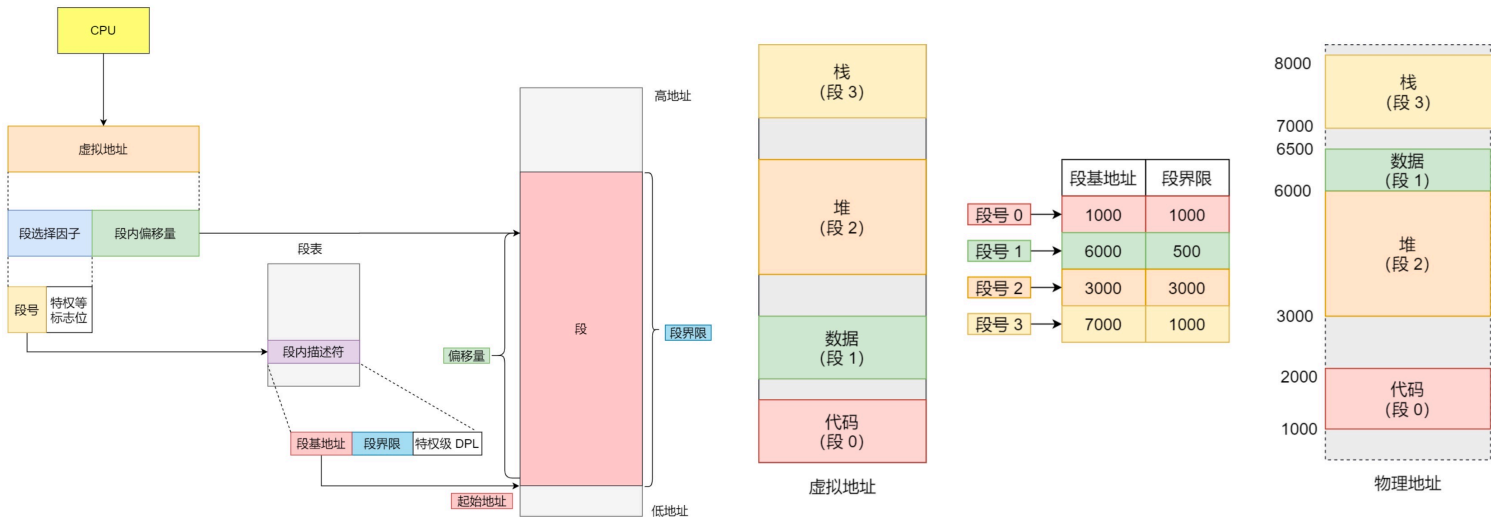 CPU
虚拟地址
段选择因子
段内偏移量
段号
特权等
标志位
段表
段内描述符
段基地址
段界限
特权级 DPL
高地址
段
偏移量
段界限
起始地址
低地址
栈
（段 3）
堆
（段 2）
数据
（段 1）
代码
（段 0）
虚拟地址
段基地址 段界限
段号 0 1000 1000
段号 1 6000 500
段号 2 3000 3000
段号 3 7000 1000
8000
栈
（段 3）
7000
6500
数据
（段 1）
6000
堆
（段 2）
3000
2000
代码
（段 0）
1000
物理地址